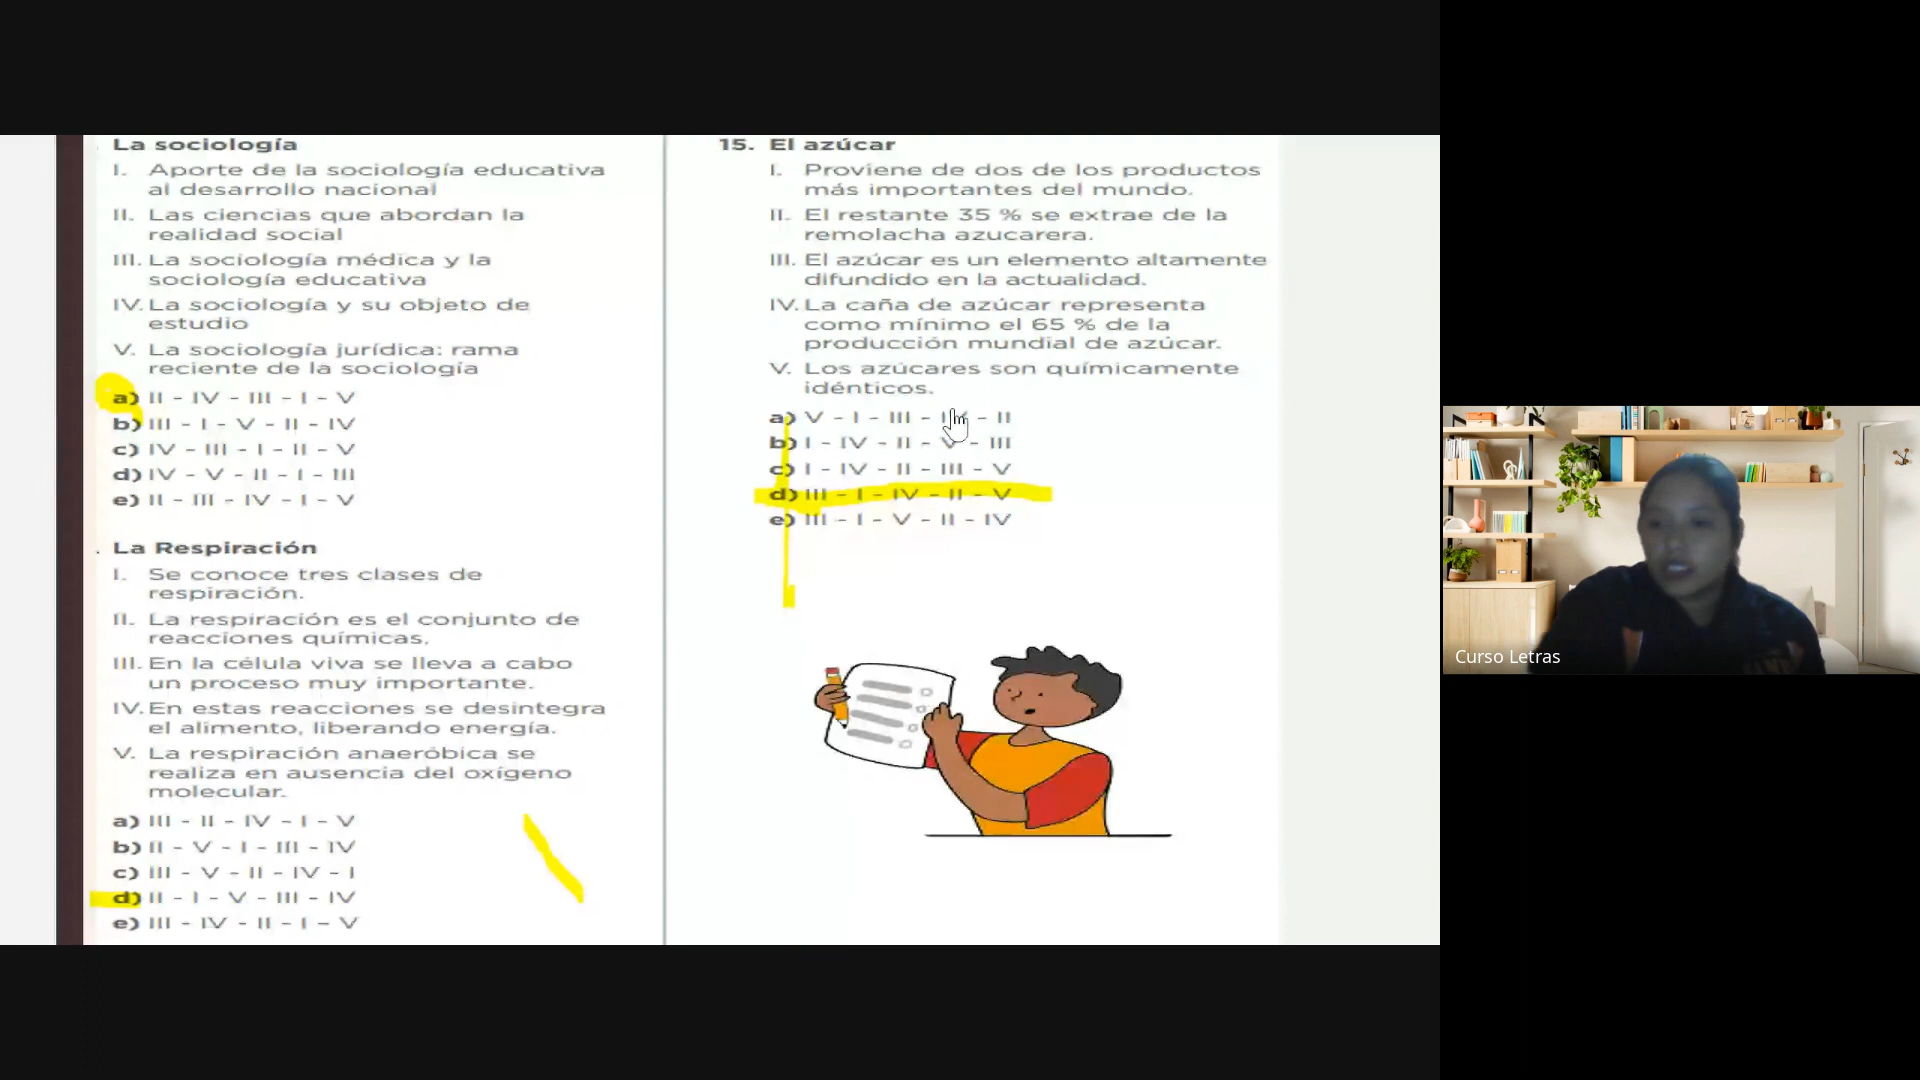 La sociología
I. Aporte de la sociología educativa
al desarrollo nacional
II. Las ciencias que abordan la
realidad social
III. La sociología médica y la
sociología educativa
IV. La sociología y su objeto de
estudio
V. La sociología jurídica: rama
reciente de la sociología
a) II - IV - III - I - V
b) III - I - V - II - IV
c) IV - III - I - II - V
d) IV - V - II - I - III
e) II - III - IV - I - V
La Respiración
I. Se conoce tres clases de
respiración.
II. La respiración es el conjunto de
reacciones químicas.
III. En la célula viva se lleva a cabo
un proceso muy importante.
IV. En estas reacciones se desintegra
el alimento, liberando energía.
V. La respiración anaeróbica se
realiza en ausencia del oxígeno
molecular.
a) III - II - IV - I - V
b) II - V - I - III - IV
c) III - V - II - IV - I
d) II - I - V - III - IV
e) III - IV - II - I - V
15. El azúcar
I. Proviene de dos de los productos
más importantes del mundo.
II. El restante 35 % se extrae de la
remolacha azucarera.
III. El azúcar es un elemento altamente
difundido en la actualidad.
IV. La caña de azúcar representa
como mínimo el 65 % de la
producción mundial de azúcar.
V. Los azúcares son químicamente
idénticos.
a) V - I - III - IV - II
b) I - IV - II - V - III
c) I - IV - II - III - V
d) III - I - IV - II - V
e) III - I - V - II - IV
Curso Letras